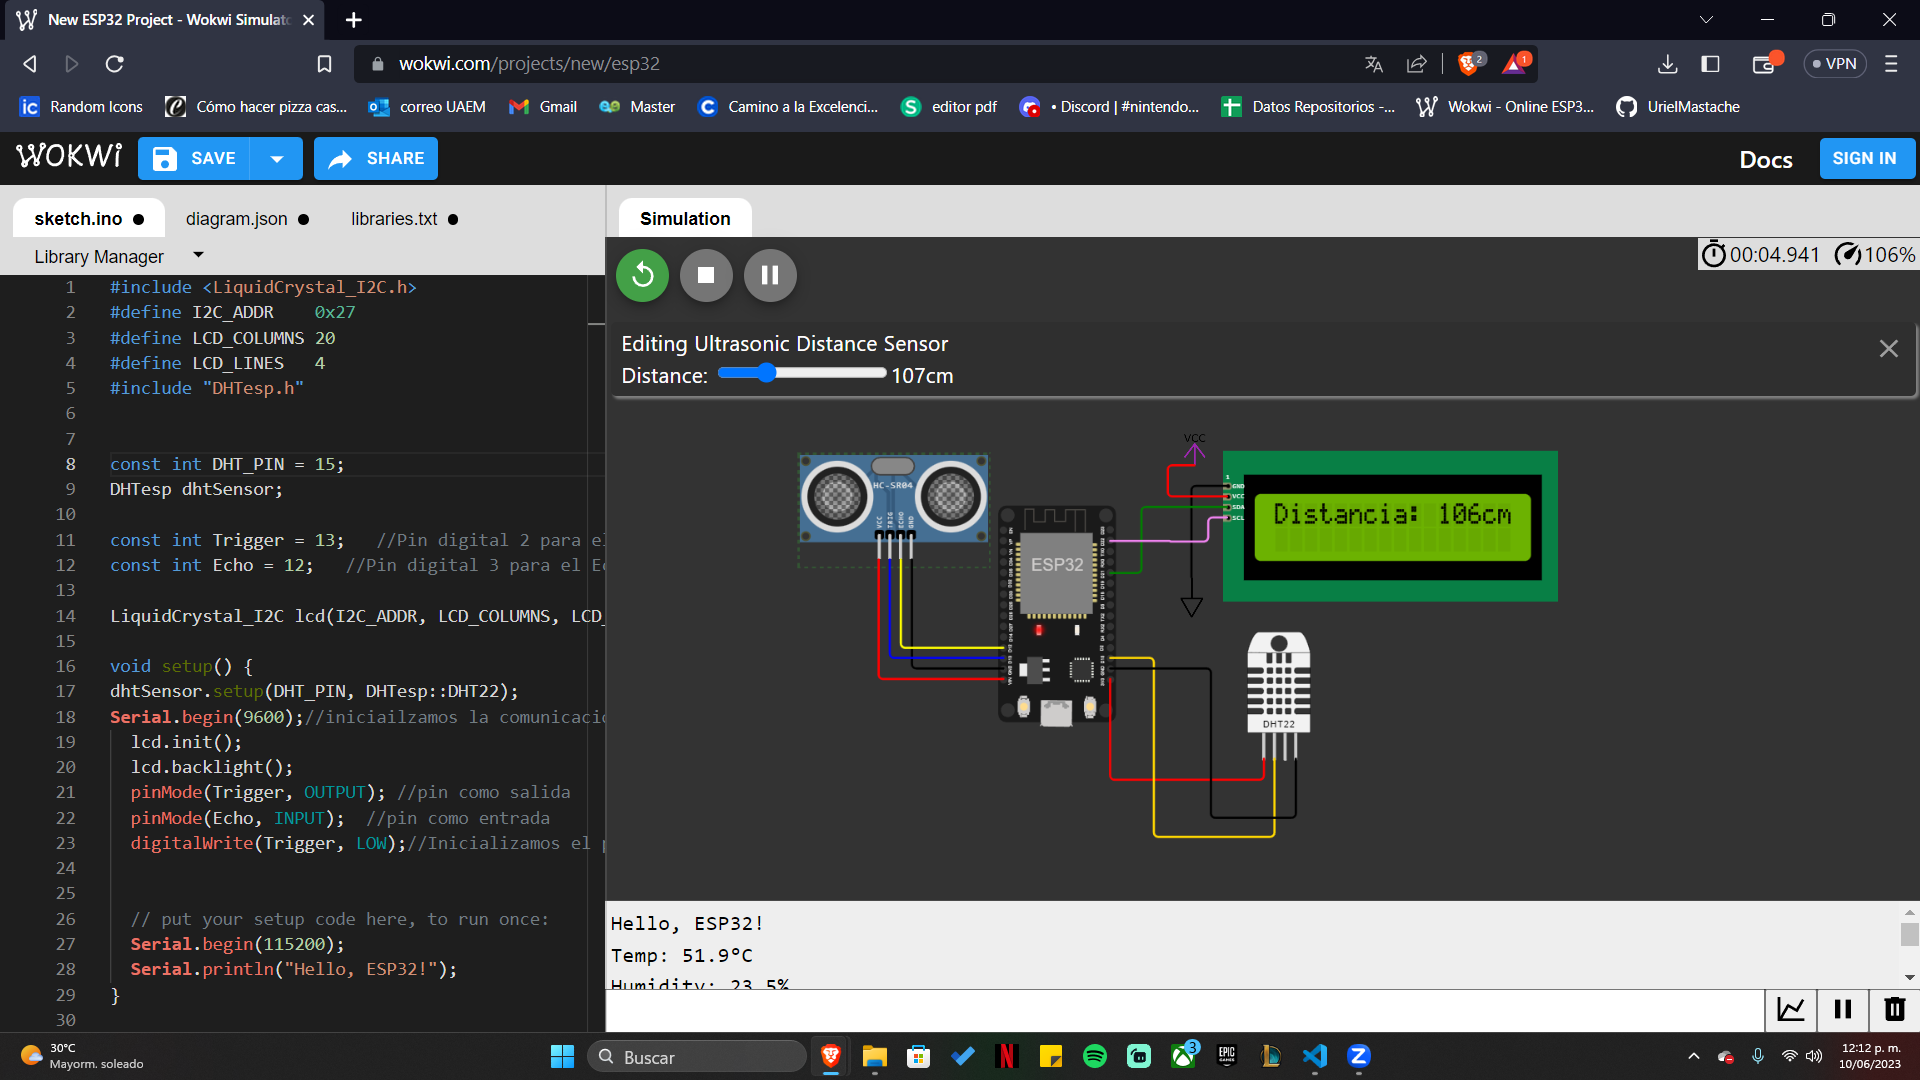 New ESP32 Project - Wokwi Simulat
wokwi.com/projects/new/esp32
2
1
VPN
Random Icons
Cómo hacer pizza cas...
correo UAEM
Gmail
Master
Camino a la Excelenci...
editor pdf
• Discord | #nintendo...
Datos Repositorios -...
Wokwi - Online ESP3...
UrielMastache
WOKWi
SAVE
SHARE
Docs
SIGN IN
sketch.ino
diagram.json
libraries.txt
Library Manager
Simulation
00:04.941
106%
1 #include <LiquidCrystal_I2C.h>
2 #define I2C_ADDR    0x27
3 #define LCD_COLUMNS 20
4 #define LCD_LINES   4
5 #include "DHTesp.h"
6
7
8 const int DHT_PIN = 15;
9 DHTesp dhtSensor;
10
11 const int Trigger = 13;   //Pin digital 2 para el
12 const int Echo = 12;   //Pin digital 3 para el Ec
13
14 LiquidCrystal_I2C lcd(I2C_ADDR, LCD_COLUMNS, LCD_
15
16 void setup() {
17 dhtSensor.setup(DHT_PIN, DHTesp::DHT22);
18 Serial.begin(9600);//iniciailzamos la comunicació
19 lcd.init();
20 lcd.backlight();
21 pinMode(Trigger, OUTPUT); //pin como salida
22 pinMode(Echo, INPUT);  //pin como entrada
23 digitalWrite(Trigger, LOW);//Inicializamos el p
24
25
26 // put your setup code here, to run once:
27 Serial.begin(115200);
28 Serial.println("Hello, ESP32!");
29 }
30
Editing Ultrasonic Distance Sensor
Distance: 107cm
HC-SR04
VCC
TRIG
ECHO
GND
ESP32
VCC
1
GND
VCC
SDA
SCL
Distancia: 106cm
DHT22
Hello, ESP32!
Temp: 51.9°C
Humidity: 23.5%
30°C
Mayorm. soleado
Buscar
EPIC
GAMES
3
12:12 p. m.
10/06/2023